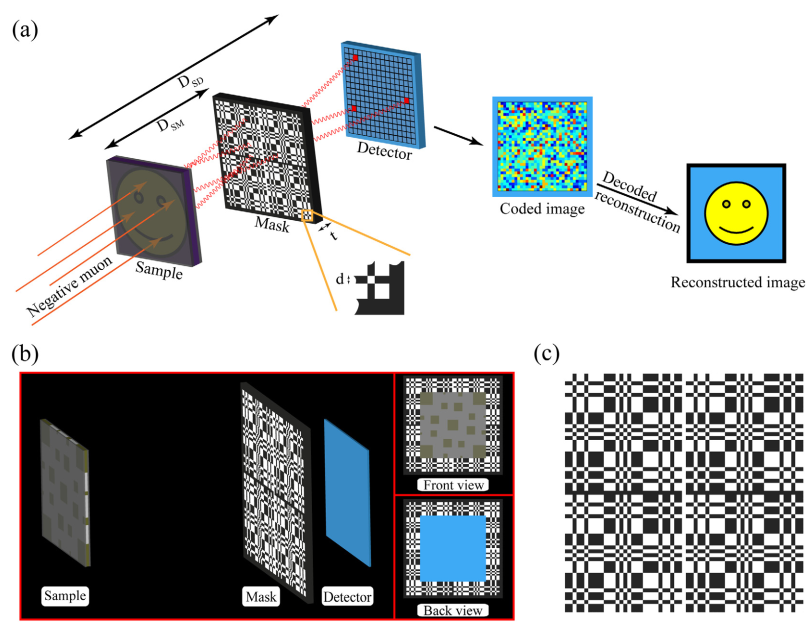 (a)
D_SD
D_SM
Detector
Mask
t
Sample
Negative muon
d
Coded image
Decoded
reconstruction
Reconstructed image
(b)
Sample
Mask
Detector
Front view
Back view
(c)